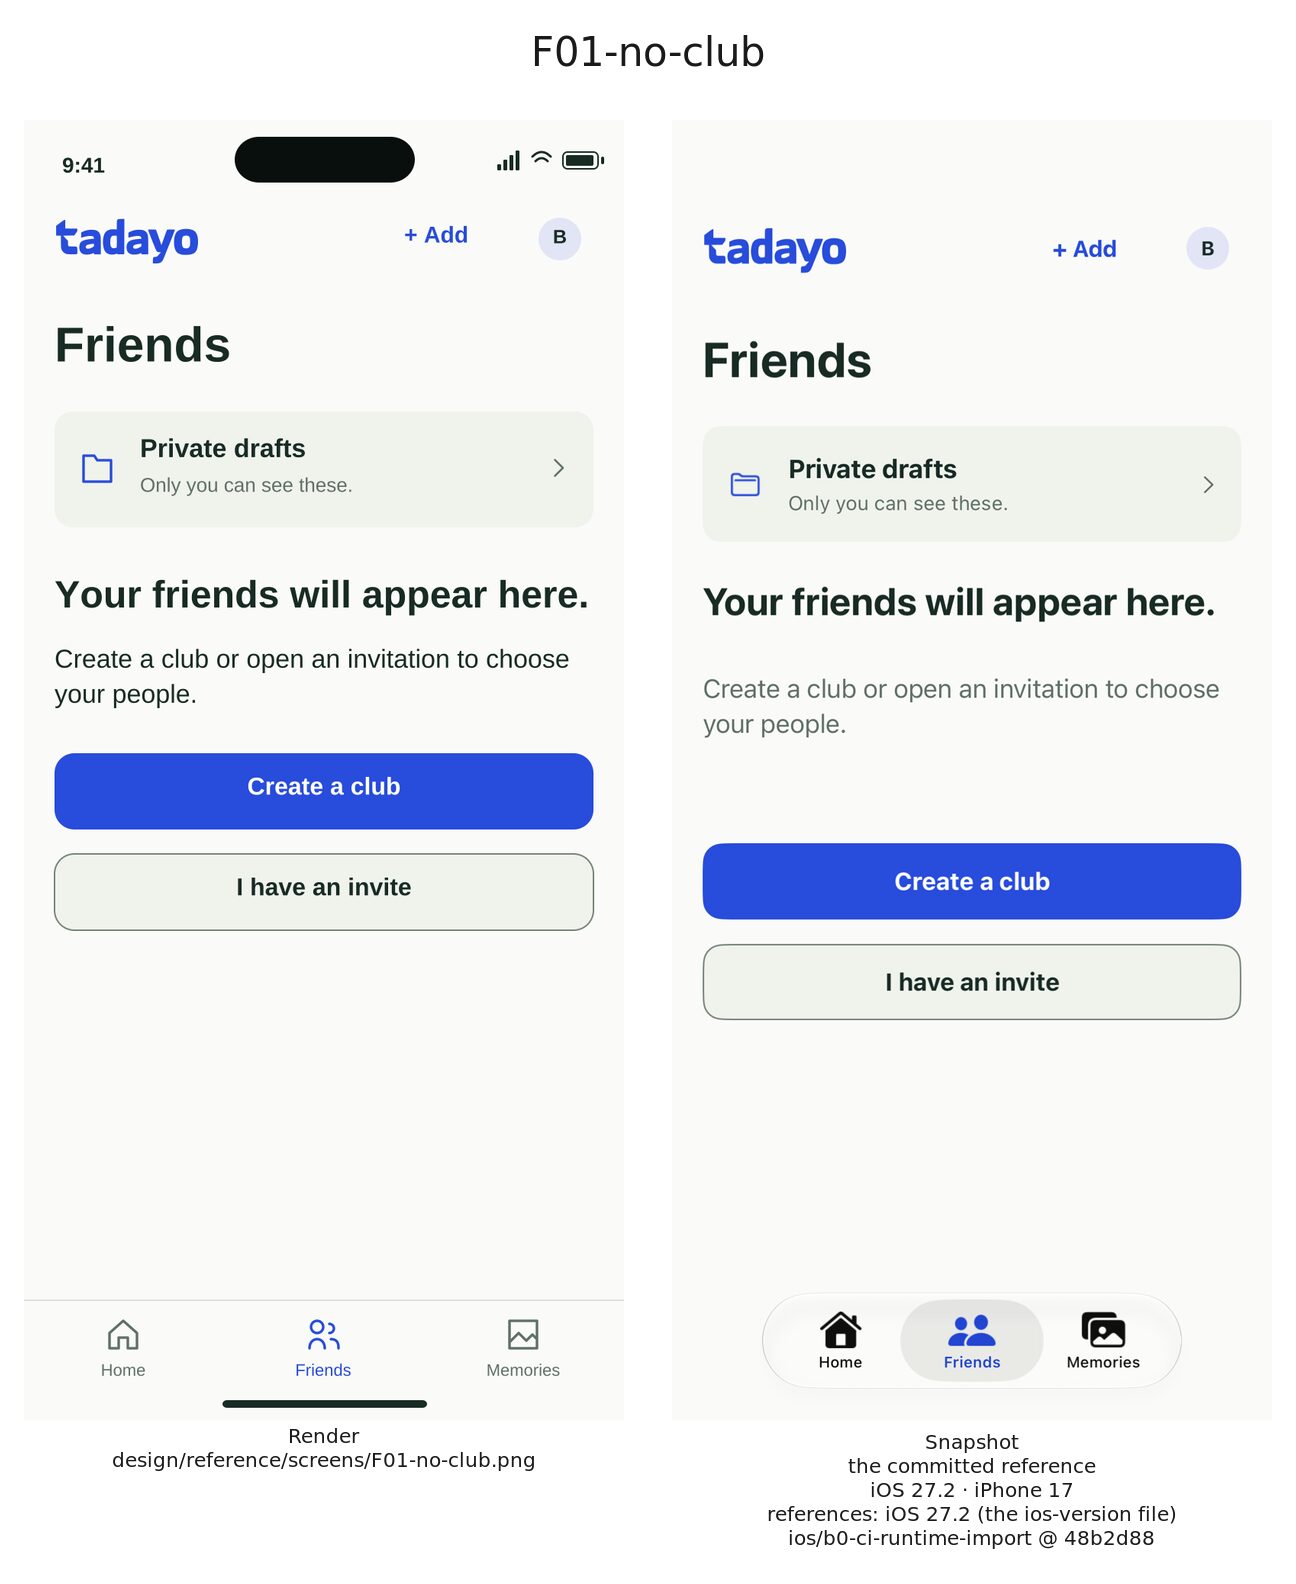 F01-no-club
9:41
tadayo
+ Add
B
Friends
Private drafts
Only you can see these.
Your friends will appear here.
Create a club or open an invitation to choose
your people.
Create a club
I have an invite
Home
Friends
Memories
Render
design/reference/screens/F01-no-club.png
tadayo
+ Add
B
Friends
Private drafts
Only you can see these.
Your friends will appear here.
Create a club or open an invitation to choose
your people.
Create a club
I have an invite
Home
Friends
Memories
Snapshot
the committed reference
iOS 27.2 · iPhone 17
references: iOS 27.2 (the ios-version file)
ios/b0-ci-runtime-import @ 48b2d88